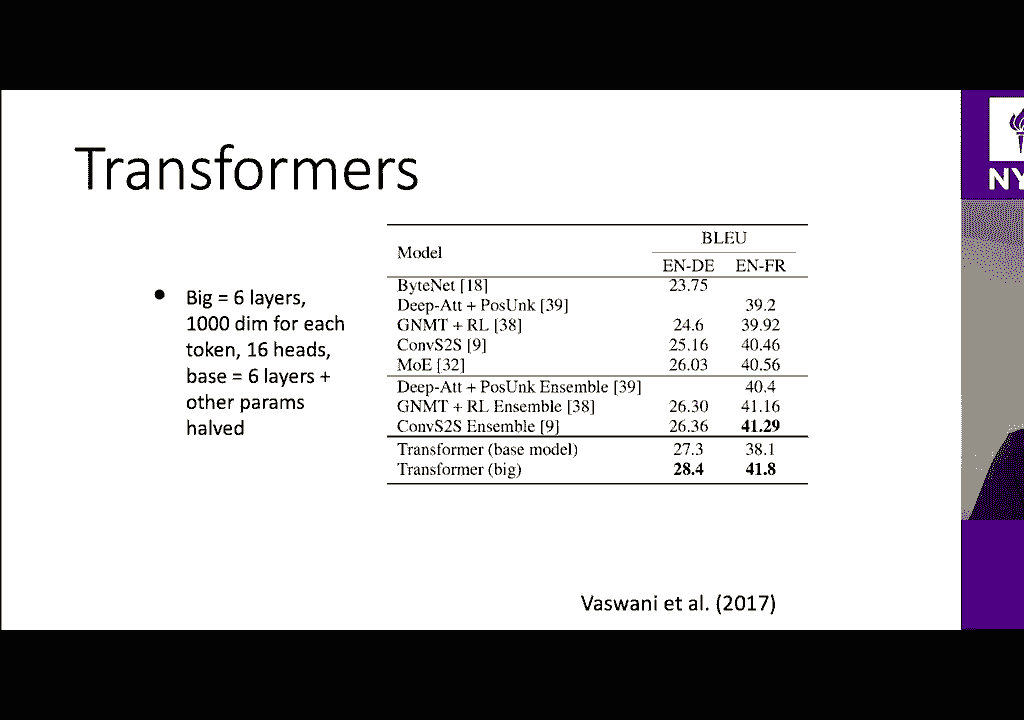 Transformers
Big = 6 layers,
1000 dim for each
token, 16 heads,
base = 6 layers +
other params
halved
Model BLEU
EN-DE EN-FR
ByteNet [18] 23.75
Deep-Att + PosUnk [39] 39.2
GNMT + RL [38] 24.6 39.92
ConvS2S [9] 25.16 40.46
MoE [32] 26.03 40.56
Deep-Att + PosUnk Ensemble [39] 40.4
GNMT + RL Ensemble [38] 26.30 41.16
ConvS2S Ensemble [9] 26.36 41.29
Transformer (base model) 27.3 38.1
Transformer (big) 28.4 41.8
Vaswani et al. (2017)
NY